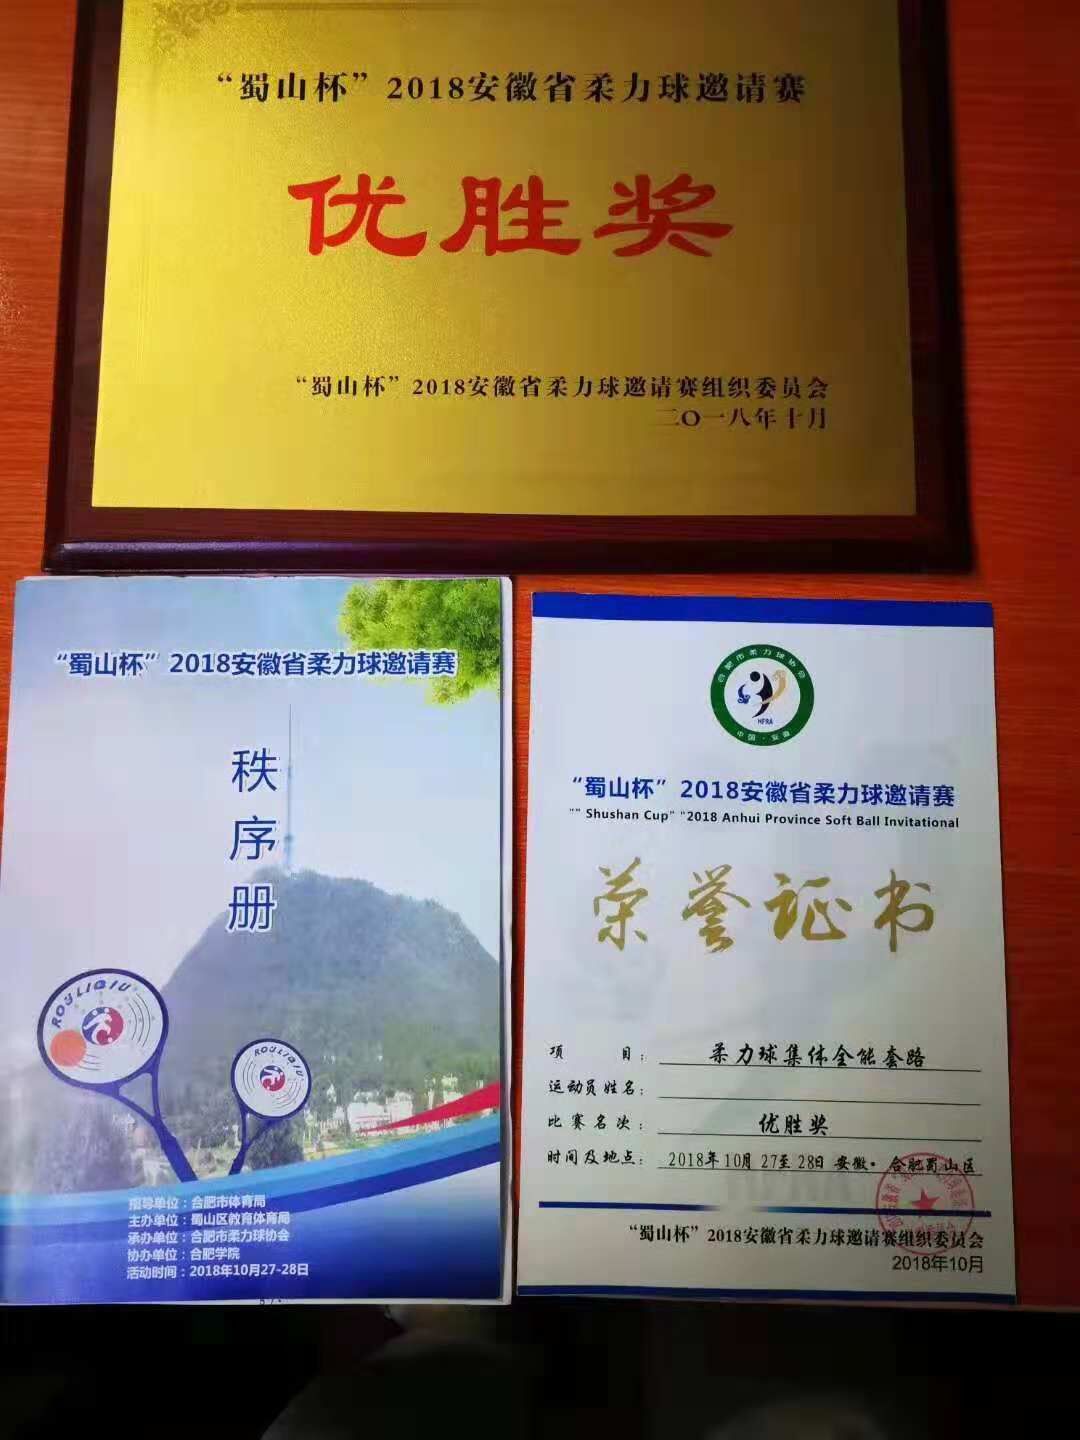 “蜀山杯”2018安徽省柔力球邀请赛
优胜奖
“蜀山杯”2018安徽省柔力球邀请赛组织委员会
二〇一八年十月
“蜀山杯”2018安徽省柔力球邀请赛
秩
序
册
ROULIQIU
ROULIQIU
指导单位：合肥市体育局
主办单位：蜀山区教育体育局
承办单位：合肥市柔力球协会
协办单位：合肥学院
活动时间：2018年10月27-28日
合肥市柔力球协会
HFRA
中国·安徽
“蜀山杯”2018安徽省柔力球邀请赛
"" Shushan Cup" "2018 Anhui Province Soft Ball Invitational
荣誉证书
项 目：柔力球集体全能套路
运动员姓名：
比赛名次：优胜奖
时间及地点：2018年10月27至28日 安徽·合肥蜀山区
“蜀山杯”2018安徽省柔力球邀请赛组织委员会
2018年10月